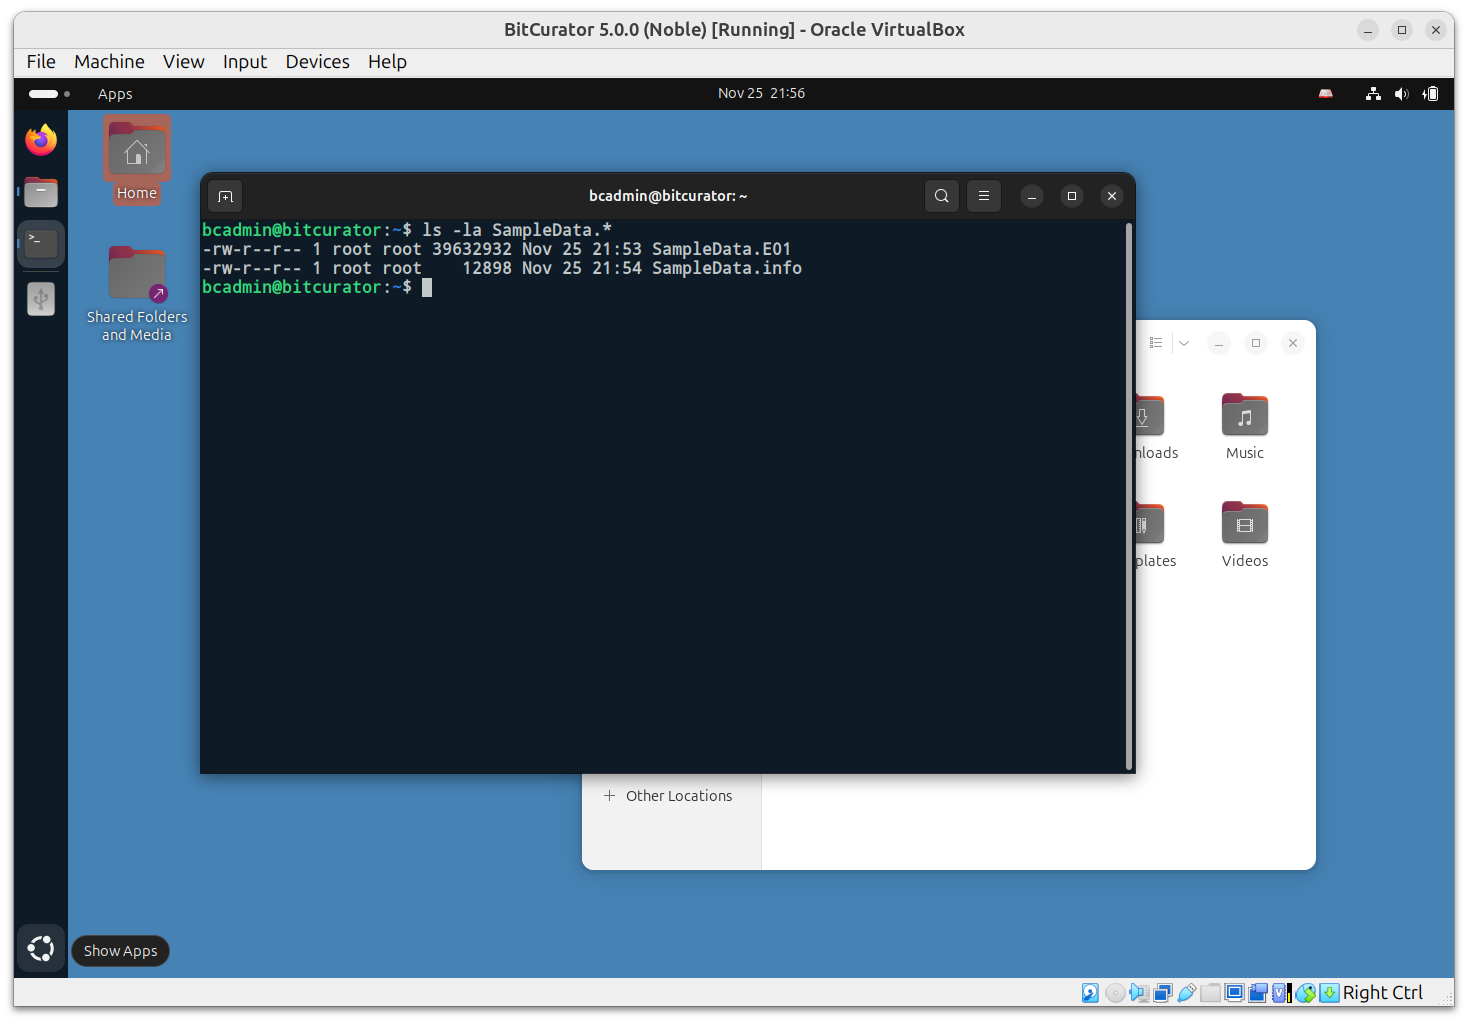 BitCurator 5.0.0 (Noble) [Running] - Oracle VirtualBox
File Machine View Input Devices Help
Apps
Nov 25 21:56
Home
Shared Folders
and Media
bcadmin@bitcurator: ~
bcadmin@bitcurator:~$ ls -la SampleData.*
-rw-r--r-- 1 root root 39632932 Nov 25 21:53 SampleData.E01
-rw-r--r-- 1 root root    12898 Nov 25 21:54 SampleData.info
bcadmin@bitcurator:~$
nloads
Music
plates
Videos
Other Locations
Show Apps
Right Ctrl